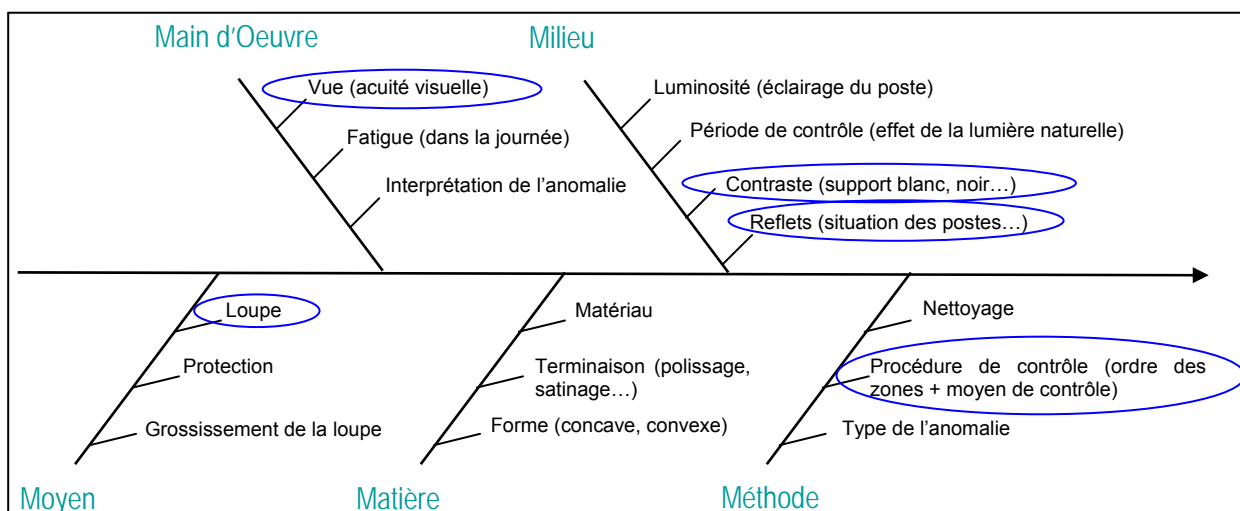 Main d'Oeuvre
Milieu
Vue (acuité visuelle)
Fatigue (dans la journée)
Interprétation de l'anomalie
Luminosité (éclairage du poste)
Période de contrôle (effet de la lumière naturelle)
Contraste (support blanc, noir…)
Reflets (situation des postes…)
Loupe
Protection
Grossissement de la loupe
Matériau
Terminaison (polissage,
satinage…)
Forme (concave, convexe)
Nettoyage
Procédure de contrôle (ordre des
zones + moyen de contrôle)
Type de l'anomalie
Moyen
Matière
Méthode